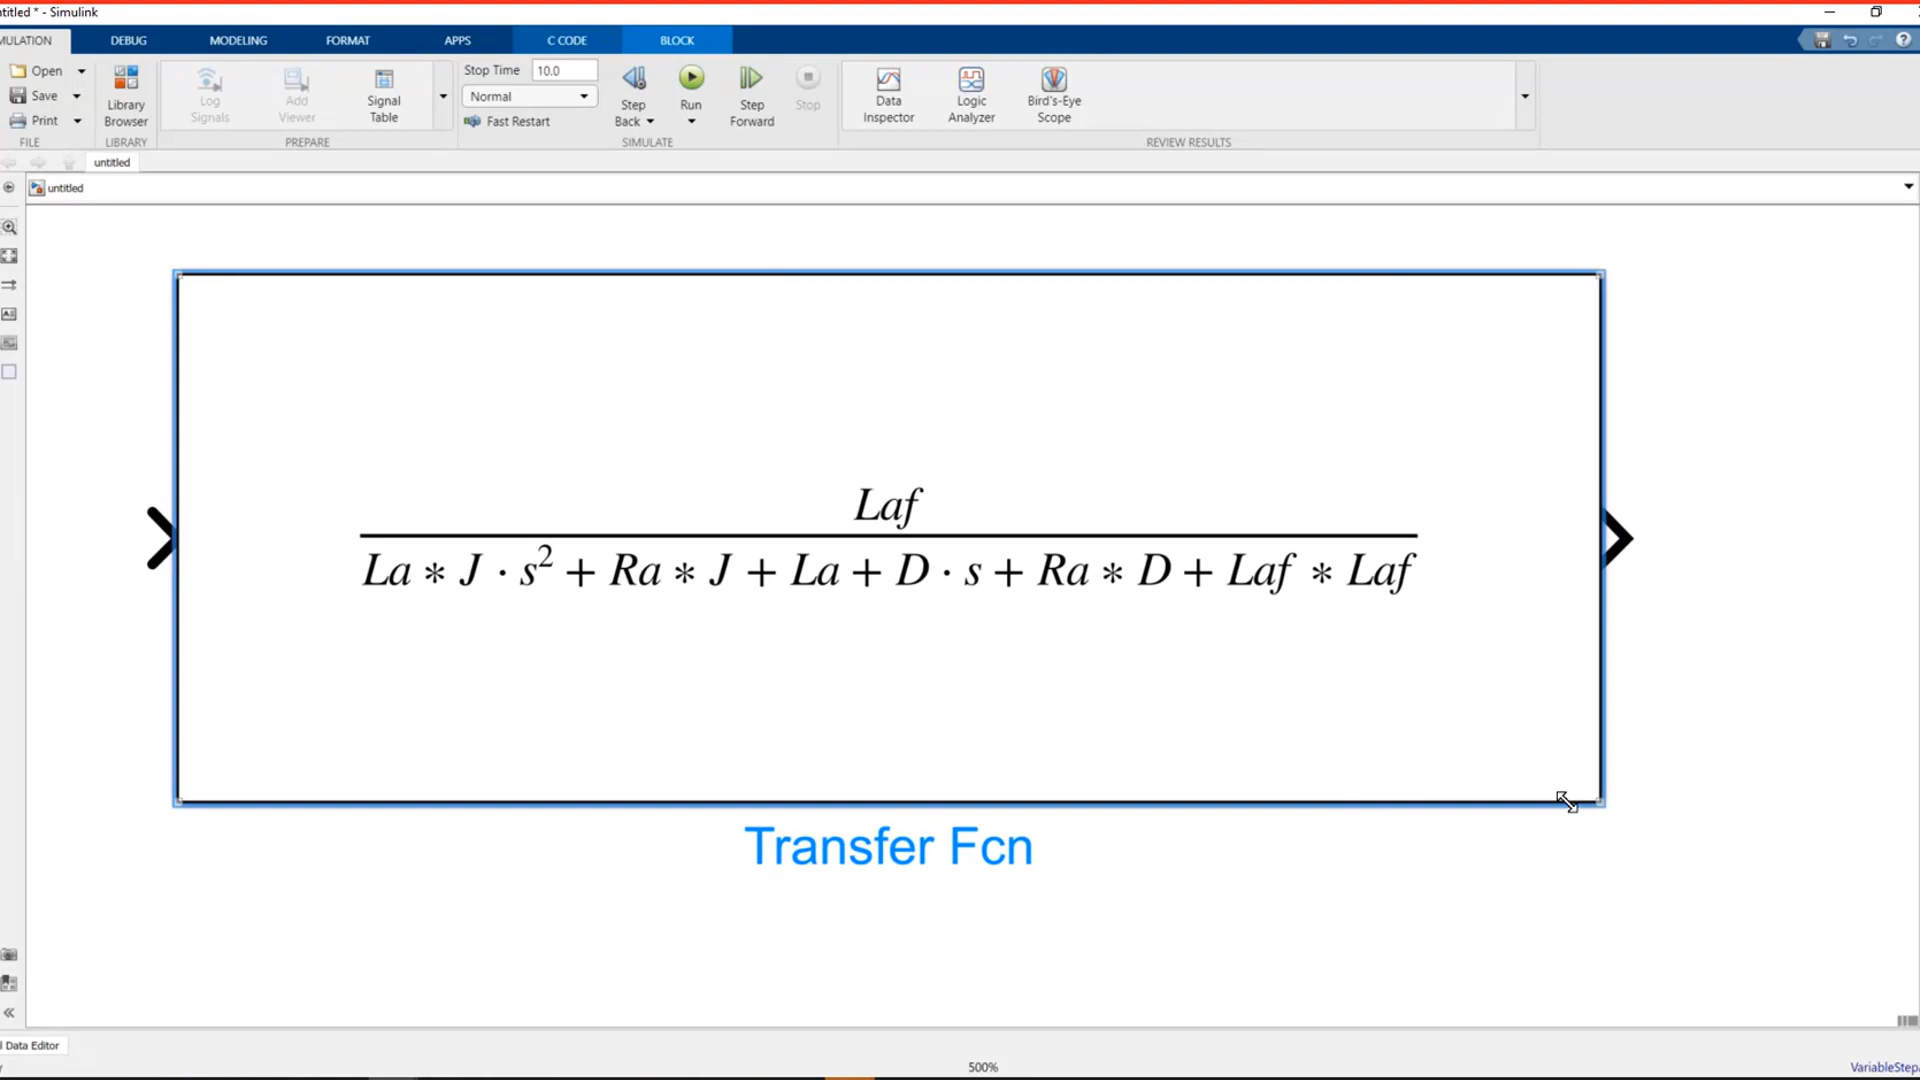 ntitled * - Simulink
MULATION DEBUG MODELING FORMAT APPS C CODE BLOCK
Open Save Print FILE
Library Browser LIBRARY
Log Signals Add Viewer Signal Table PREPARE
Stop Time 10.0
Normal
Fast Restart
Step Back Run Step Forward Stop
SIMULATE
Data Inspector Logic Analyzer Bird's-Eye Scope
REVIEW RESULTS
untitled
untitled
Laf
La * J · s² + Ra * J + La + D · s + Ra * D + Laf * Laf
Transfer Fcn
l Data Editor
500% VariableStep